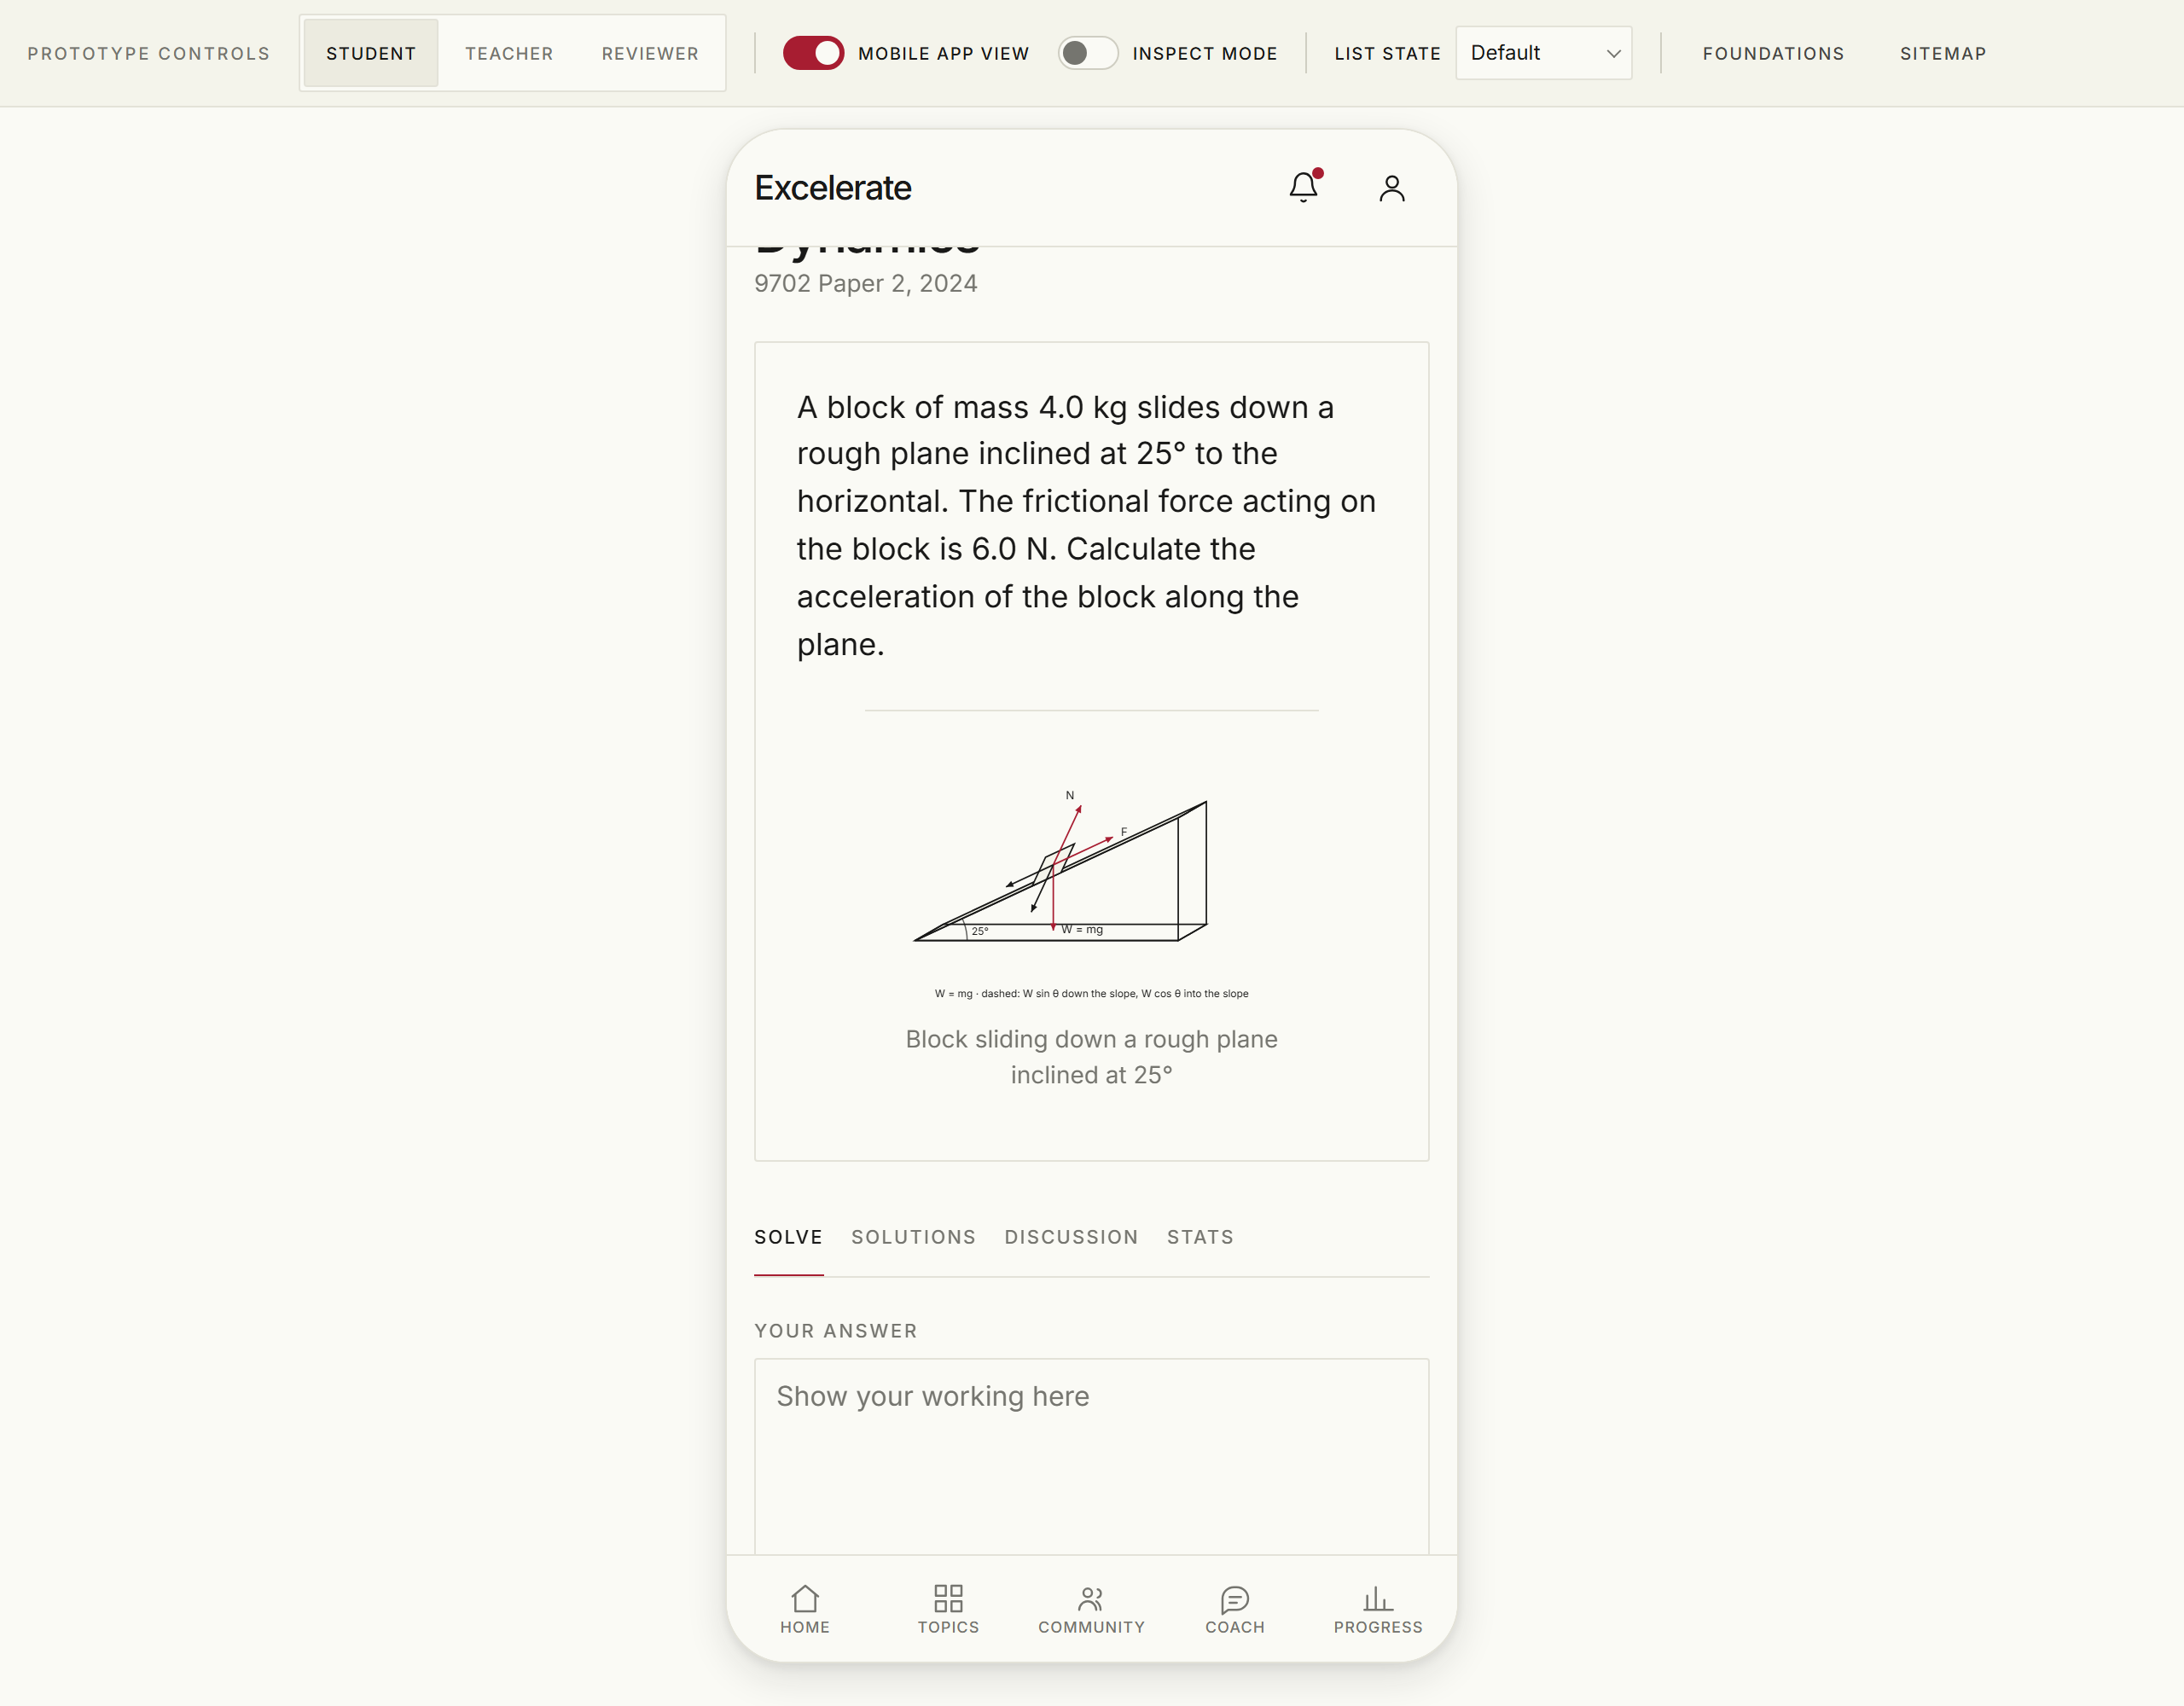 PROTOTYPE CONTROLS STUDENT TEACHER REVIEWER MOBILE APP VIEW INSPECT MODE LIST STATE Default FOUNDATIONS SITEMAP
Excelerate
Dynamics
9702 Paper 2, 2024
A block of mass 4.0 kg slides down a
rough plane inclined at 25° to the
horizontal. The frictional force acting on
the block is 6.0 N. Calculate the
acceleration of the block along the
plane.
N
F
25°
W = mg
W = mg · dashed: W sin θ down the slope, W cos θ into the slope
Block sliding down a rough plane
inclined at 25°
SOLVE SOLUTIONS DISCUSSION STATS
YOUR ANSWER
Show your working here
HOME TOPICS COMMUNITY COACH PROGRESS